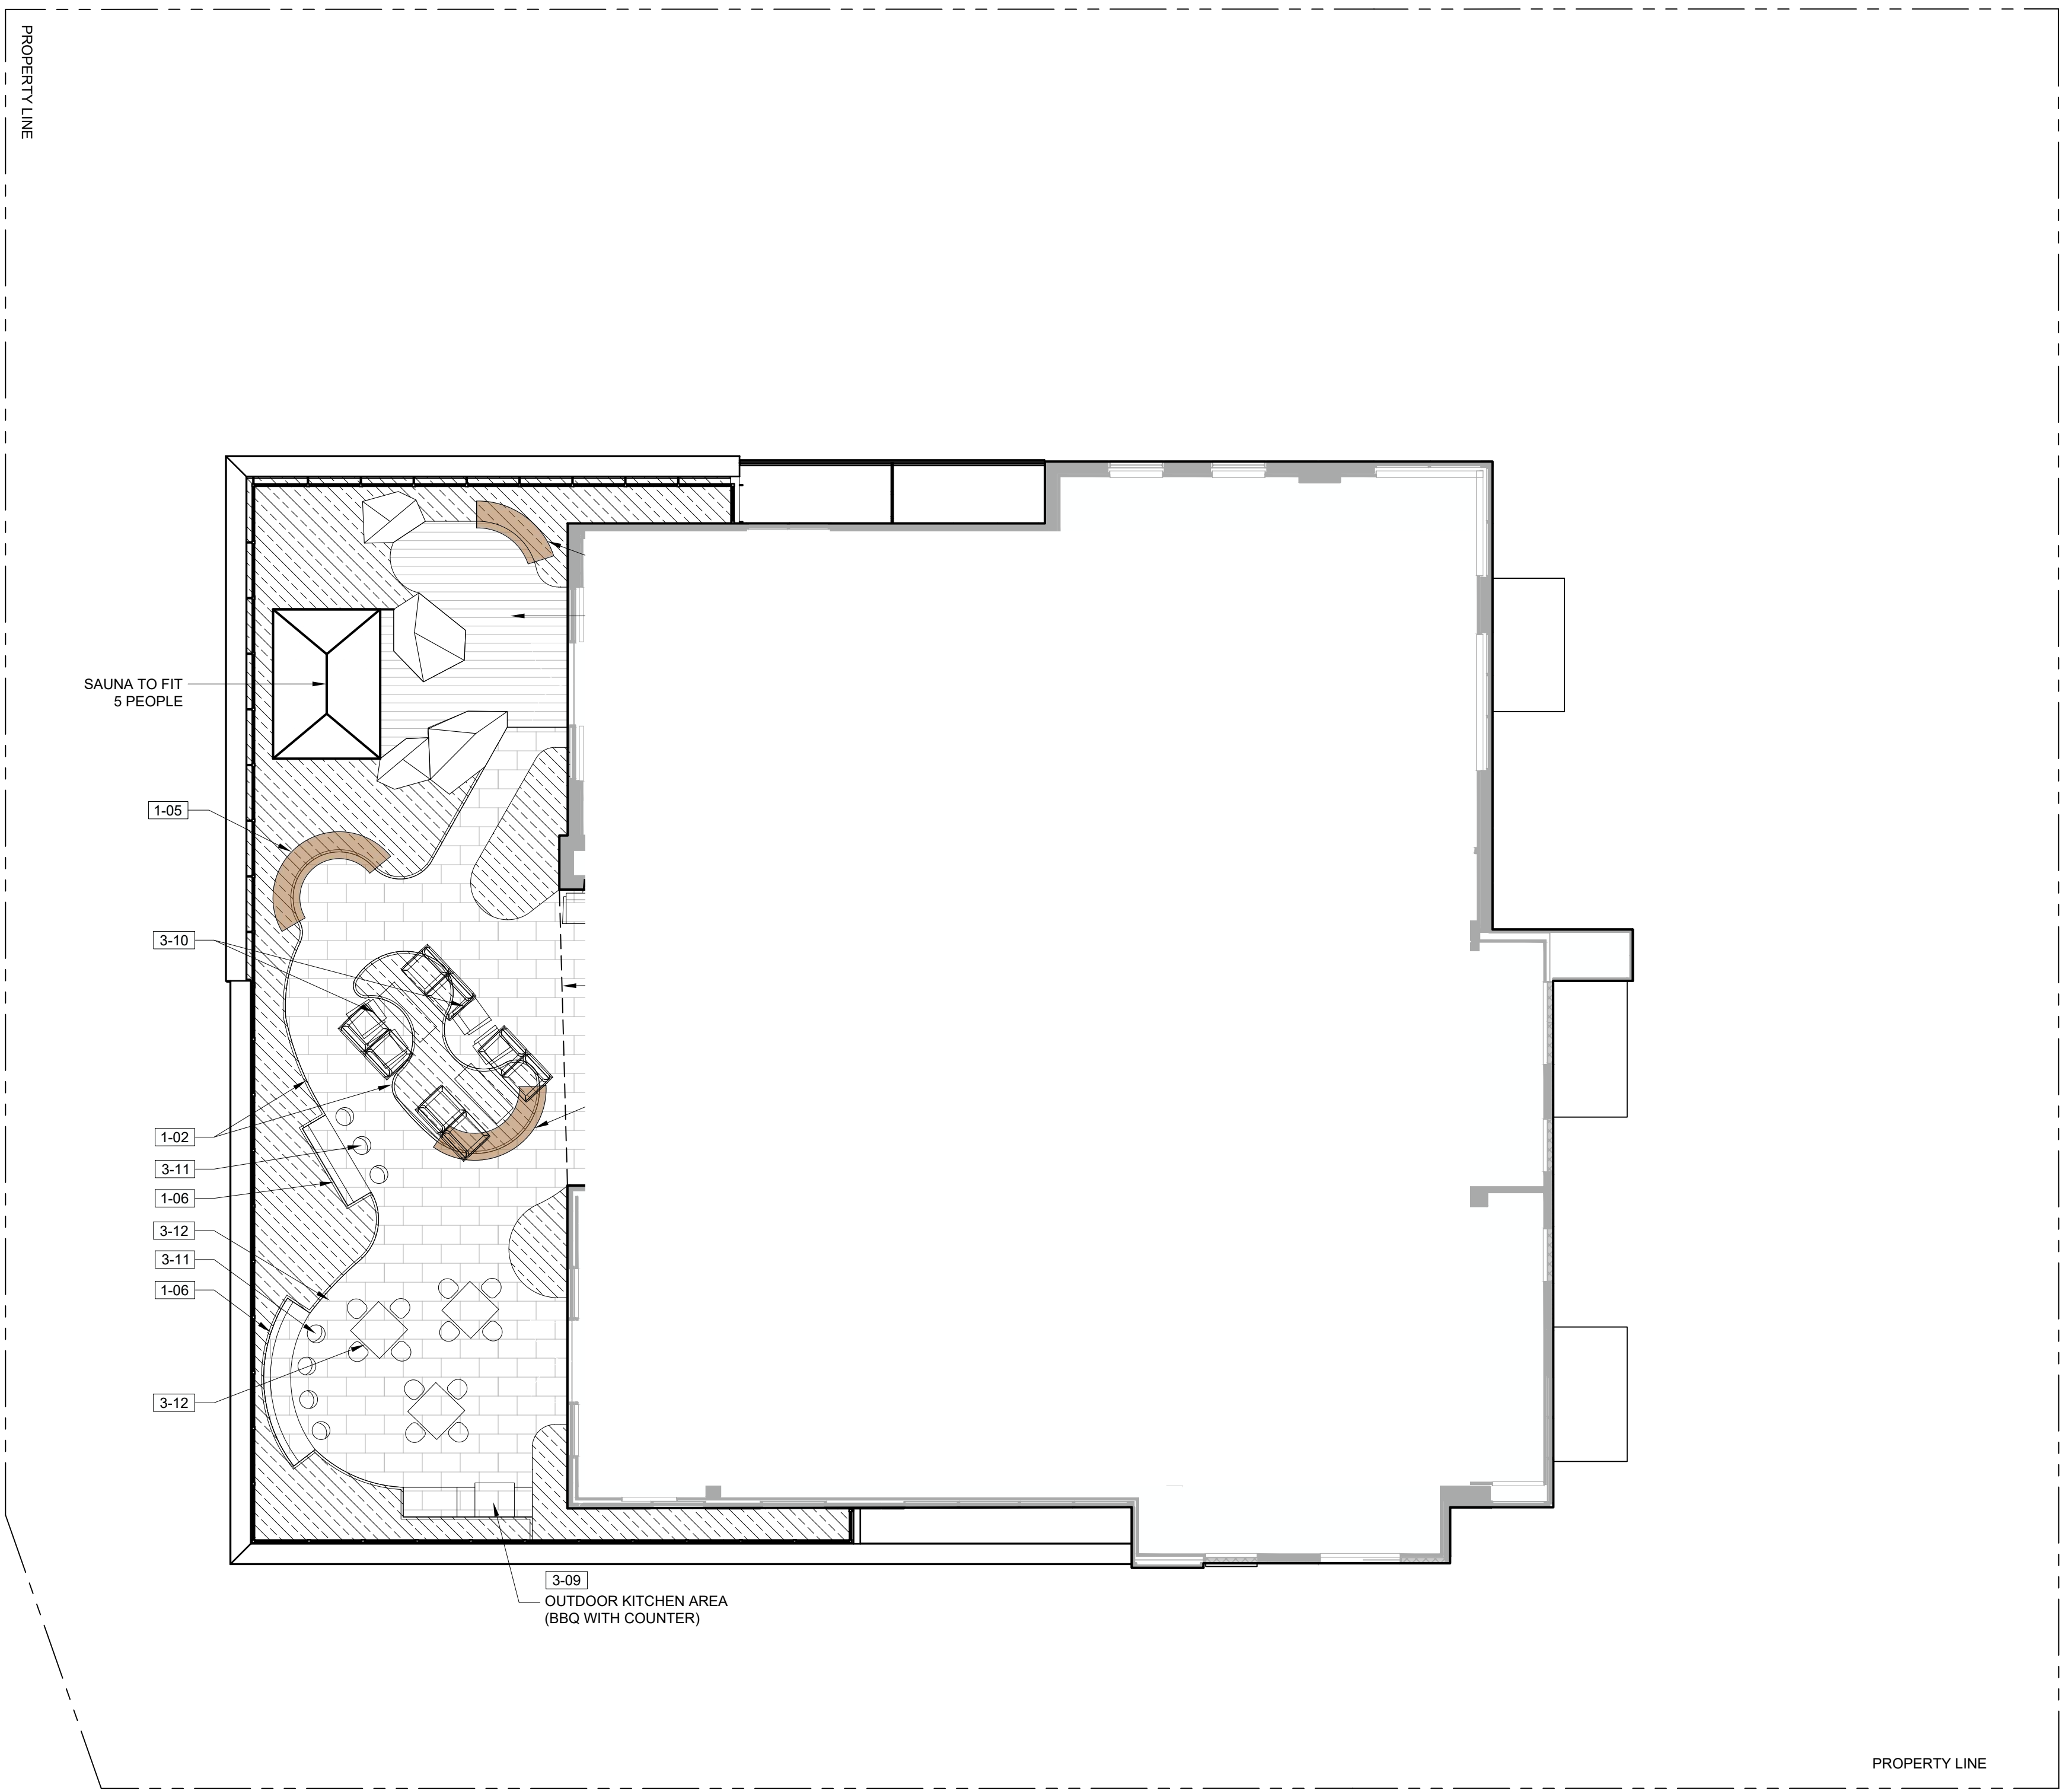 PROPERTY LINE
SAUNA TO FIT
5 PEOPLE
1-05
3-10
1-02
3-11
1-06
3-12
3-11
1-06
3-12
3-09
OUTDOOR KITCHEN AREA
(BBQ WITH COUNTER)
PROPERTY LINE